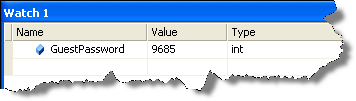 Watch 1
Name Value Type
GuestPassword 9685 int